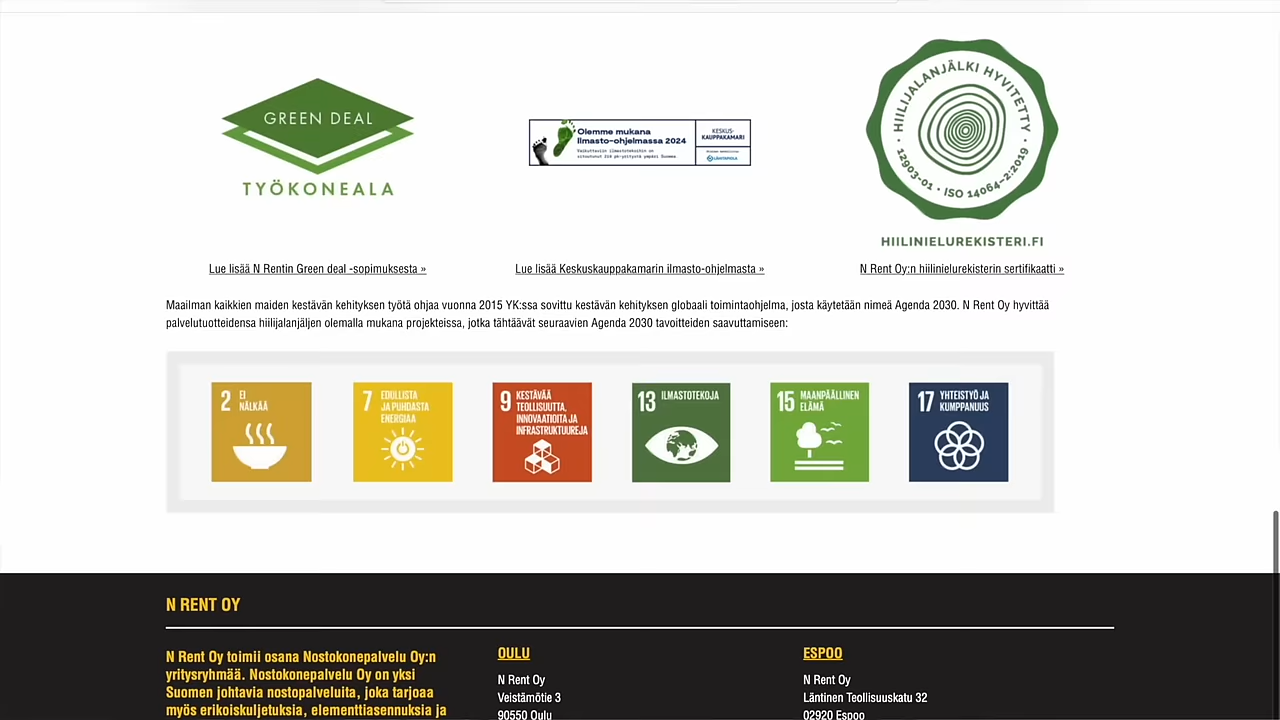 GREEN DEAL
TYÖKONEALA
Olemme mukana
Ilmasto-ohjelmassa 2024
KESKUS-
KAUPPAKAMARI
LÄHITAPIOLA
HIILIJALANJÄLKI HYVITETTY
12903-01 • ISO 14064-2:2019
HIILINIELUREKISTERI.FI
Lue lisää N Rentin Green deal -sopimuksesta »
Lue lisää Keskuskauppakamarin ilmasto-ohjelmasta »
N Rent Oy:n hiilinielurekisterin sertifikaatti »
Maailman kaikkien maiden kestävän kehityksen työtä ohjaa vuonna 2015 YK:ssa sovittu kestävän kehityksen globaali toimintaohjelma, josta käytetään nimeä Agenda 2030. N Rent Oy hyvittää
palvelutuotteidensa hiilijalanjäljen olemalla mukana projekteissa, jotka tähtäävät seuraavien Agenda 2030 tavoitteiden saavuttamiseen:
2 EI
NÄLKÄÄ
7 EDULLISTA
JA PUHDASTA
ENERGIAA
9 KESTÄVÄÄ
TEOLLISUUTTA,
INNOVAATIOITA JA
INFRASTRUKTUUREJA
13 ILMASTOTEKOJA
15 MAANPÄÄLLINEN
ELÄMÄ
17 YHTEISTYÖ JA
KUMPPANUUS
N RENT OY
N Rent Oy toimii osana Nostokonepalvelu Oy:n
yritysryhmää. Nostokonepalvelu Oy on yksi
Suomen johtavia nostopalveluita, joka tarjoaa
myös erikoiskuljetuksia, elementtiasennuksia ja
OULU
N Rent Oy
Veistämötie 3
90550 Oulu
ESPOO
N Rent Oy
Läntinen Teollisuuskatu 32
02920 Espoo